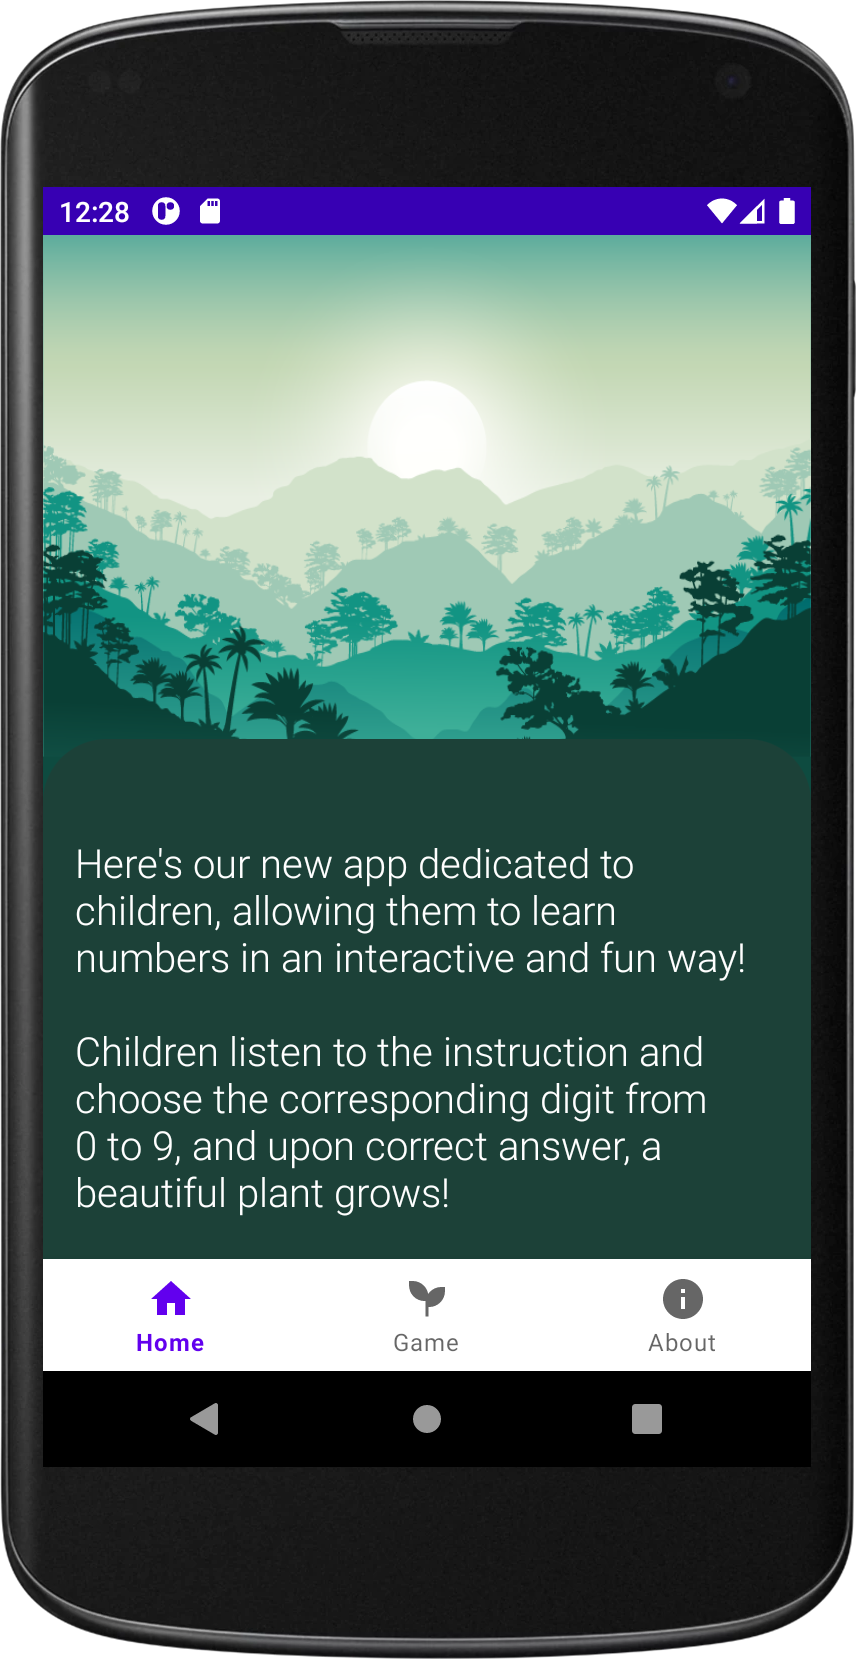 12:28
Here's our new app dedicated to
children, allowing them to learn
numbers in an interactive and fun way!
Children listen to the instruction and
choose the corresponding digit from
0 to 9, and upon correct answer, a
beautiful plant grows!
Home
Game
About